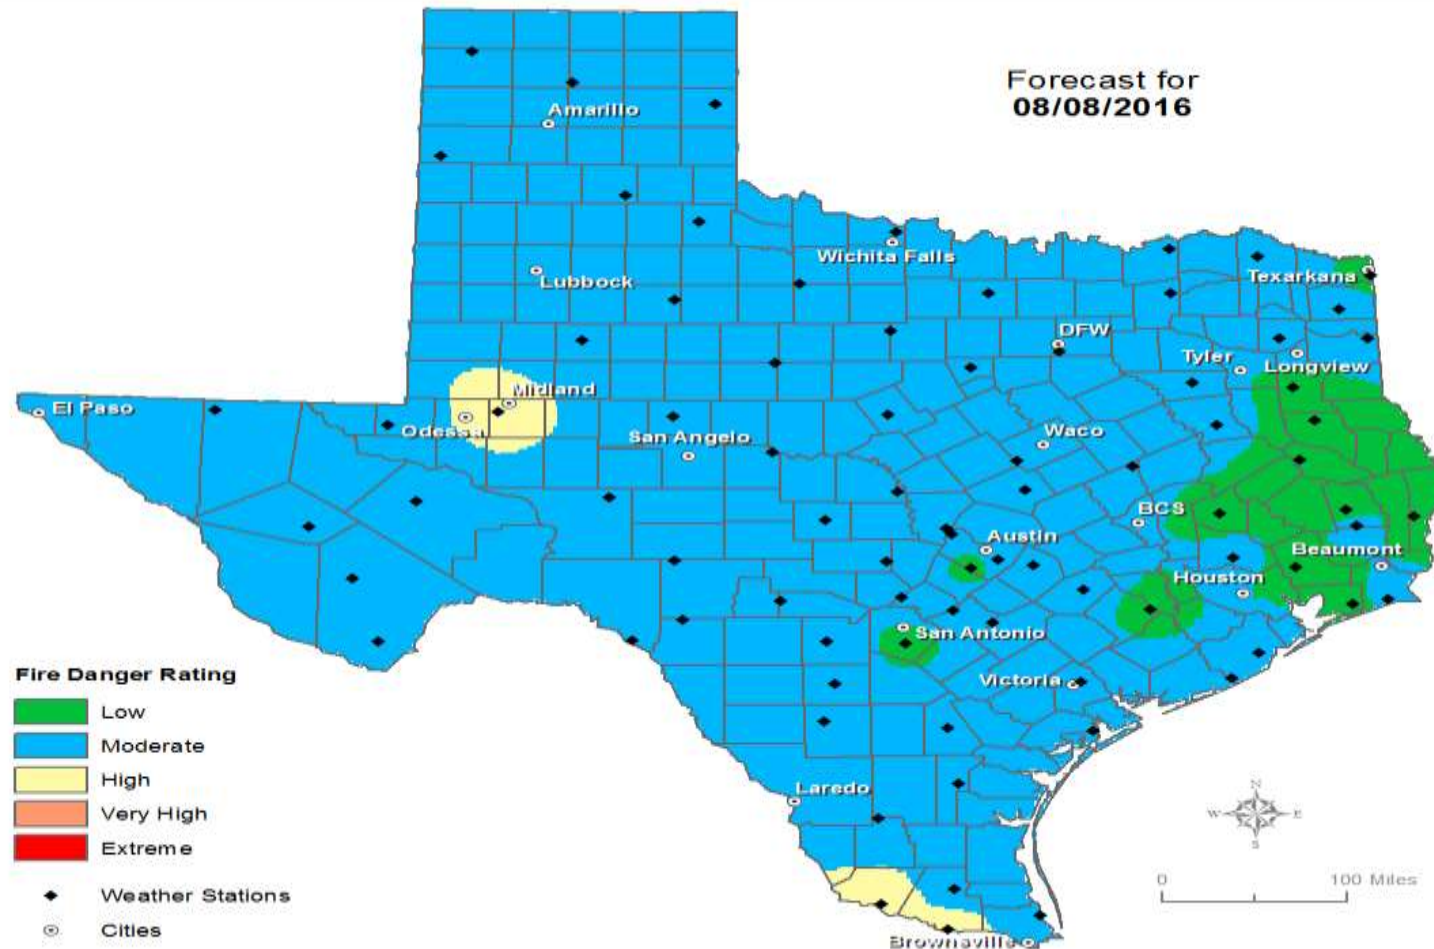 Forecast for
08/08/2016
Amarillo
Wichita Falls
Texarkana
Lubbock
DFW
Tyler
Longview
Midland
El Paso
Odessa
San Angelo
Waco
BCS
Austin
Beaumont
Houston
San Antonio
Victoria
Laredo
Brownsville
Fire Danger Rating
Low
Moderate
High
Very High
Extreme
Weather Stations
Cities
N
W E
S
0 100 Miles